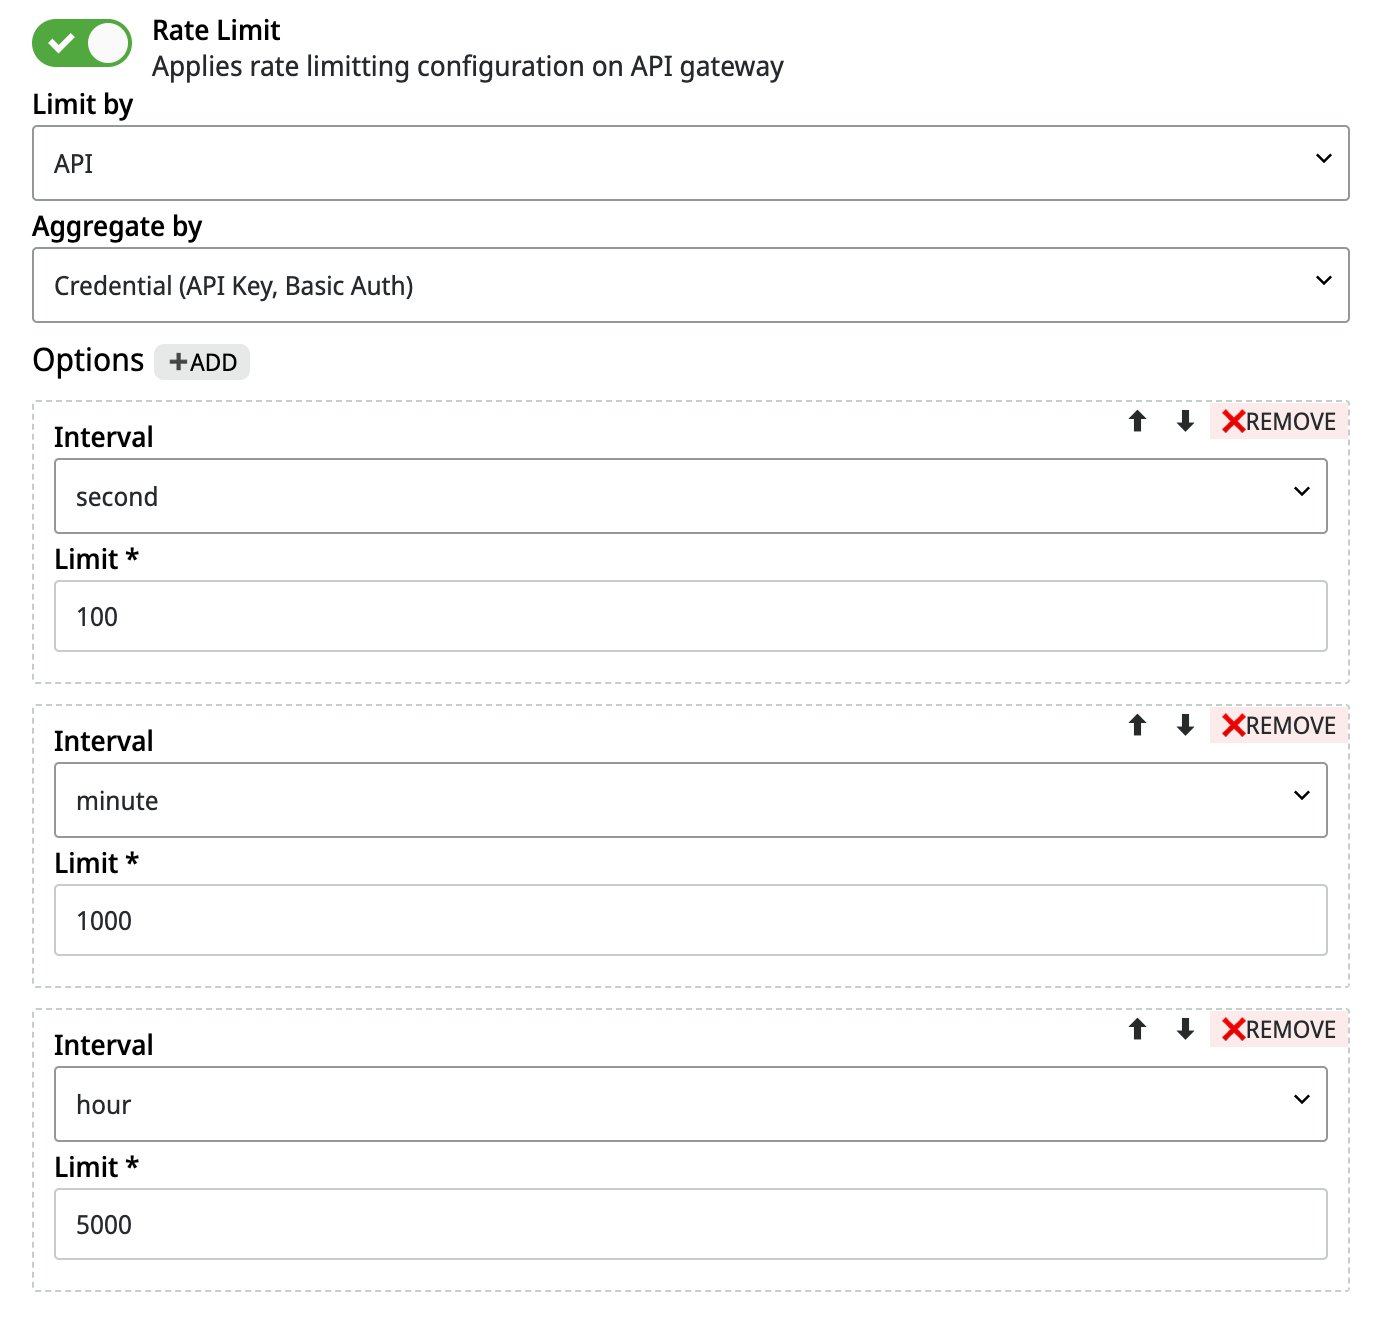 Rate Limit
Applies rate limitting configuration on API gateway
Limit by
API
Aggregate by
Credential (API Key, Basic Auth)
Options +ADD
REMOVE
Interval
second
Limit *
100
REMOVE
Interval
minute
Limit *
1000
REMOVE
Interval
hour
Limit *
5000